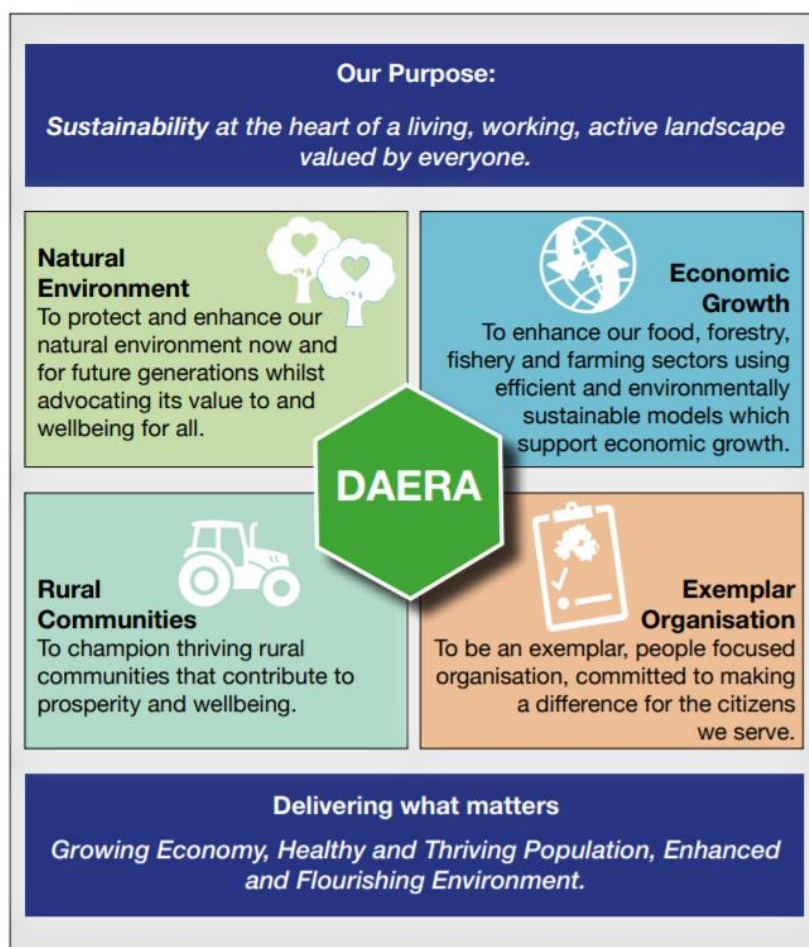 Our Purpose:
Sustainability at the heart of a living, working, active landscape
valued by everyone.
Natural
Environment
To protect and enhance our
natural environment now and
for future generations whilst
advocating its value to and
wellbeing for all.
Economic
Growth
To enhance our food, forestry,
fishery and farming sectors using
efficient and environmentally
sustainable models which
support economic growth.
DAERA
Rural
Communities
To champion thriving rural
communities that contribute to
prosperity and wellbeing.
Exemplar
Organisation
To be an exemplar, people focused
organisation, committed to making
a difference for the citizens
we serve.
Delivering what matters
Growing Economy, Healthy and Thriving Population, Enhanced
and Flourishing Environment.